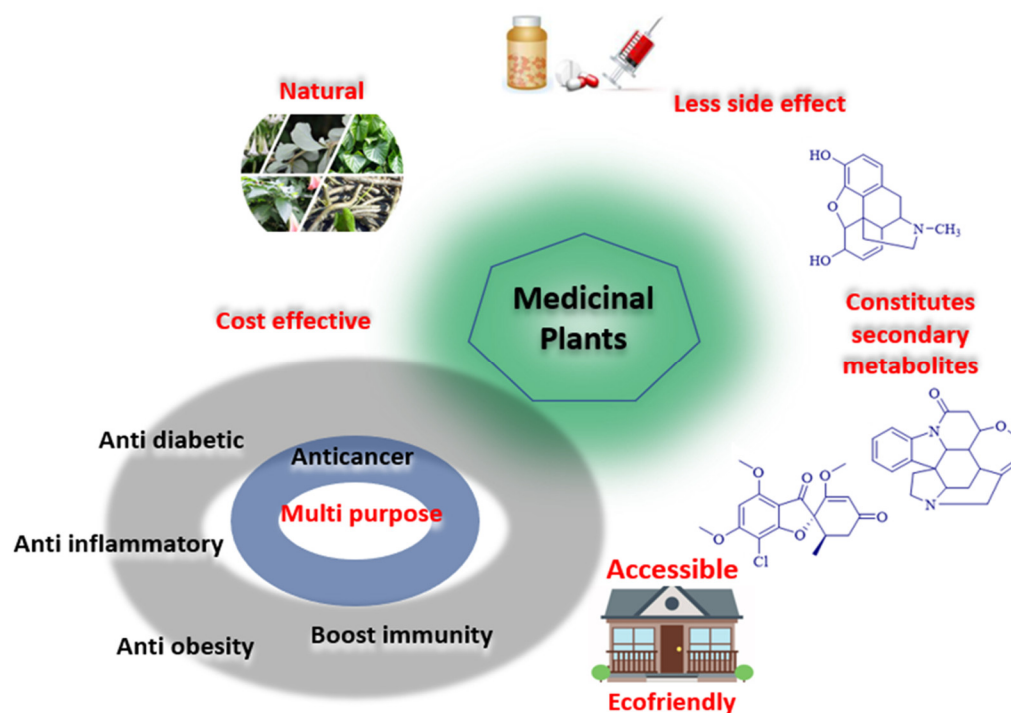 Natural
Less side effect
HO
O
N—CH₃
HO
Medicinal
Plants
Cost effective
Constitutes
secondary
metabolites
O
N
O
N
Anti diabetic
Anticancer
Multi purpose
Anti inflammatory
Anti obesity
Boost immunity
O
O
O
O
O
O
Cl
Accessible
Ecofriendly